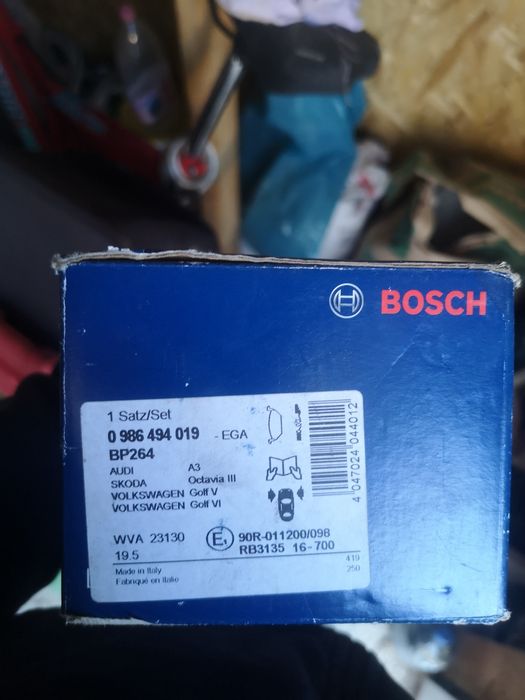 BOSCH
1 Satz/Set
0 986 494 019 - EGA
BP264
AUDI A3
SKODA Octavia III
VOLKSWAGEN Golf V
VOLKSWAGEN Golf VI
4 047024 044012
WVA 23130
19.5
E1 90R-011200/098
RB3135 16-700
Made in Italy
Fabriqué en Italie
419
250